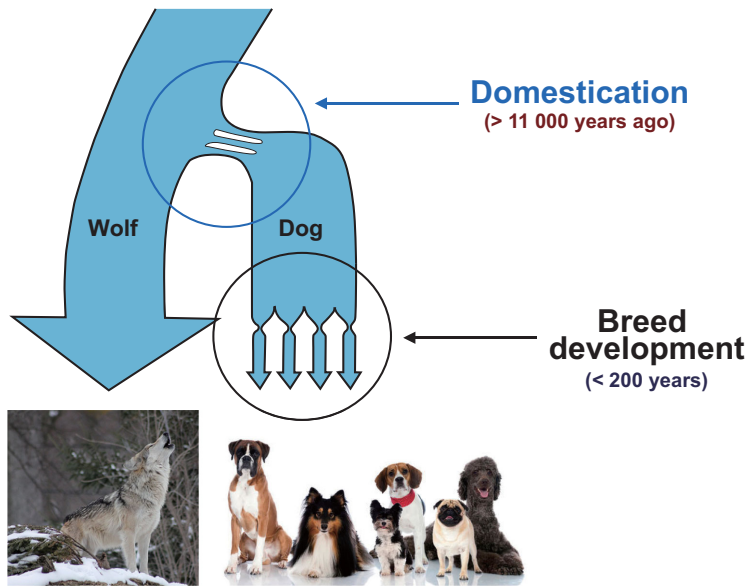 Domestication
(> 11 000 years ago)
Wolf
Dog
Breed
development
(< 200 years)